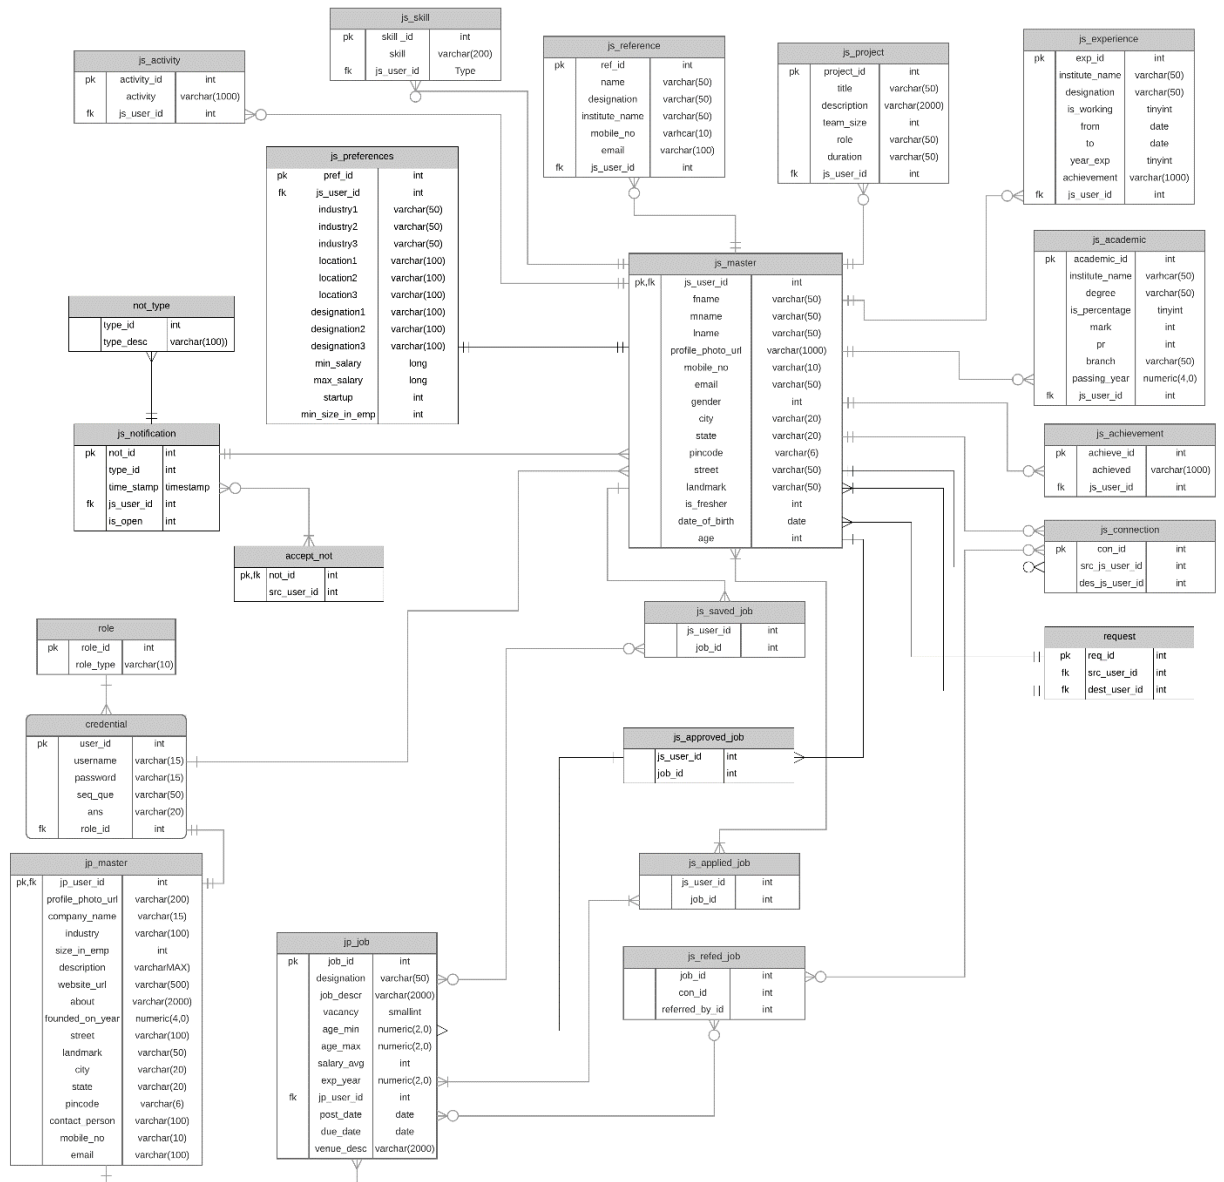 js_skill
pk skill _id int
skill varchar(200)
fk js_user_id Type
js_activity
pk activity_id int
activity varchar(1000)
fk js_user_id int
js_reference
pk ref_id int
name varchar(50)
designation varchar(50)
institute_name varchar(50)
mobile_no varhcar(10)
email varchar(100)
fk js_user_id int
js_project
pk project_id int
title varchar(50)
description varchar(2000)
team_size int
role varchar(50)
duration varchar(50)
fk js_user_id int
js_experience
pk exp_id int
institute_name varchar(50)
designation varchar(50)
is_working tinyint
from date
to date
year_exp tinyint
achievement varchar(1000)
fk js_user_id int
js_preferences
pk pref_id int
fk js_user_id int
industry1 varchar(50)
industry2 varchar(50)
industry3 varchar(50)
location1 varchar(100)
location2 varchar(100)
location3 varchar(100)
designation1 varchar(100)
designation2 varchar(100)
designation3 varchar(100)
min_salary long
max_salary long
startup int
min_size_in_emp int
js_master
pk,fk js_user_id int
fname varchar(50)
mname varchar(50)
lname varchar(50)
profile_photo_url varchar(1000)
mobile_no varchar(10)
email varchar(50)
gender int
city varchar(20)
state varchar(20)
pincode varchar(6)
street varchar(50)
landmark varchar(50)
is_fresher int
date_of_birth date
age int
js_academic
pk academic_id int
institute_name varhcar(50)
degree varchar(50)
is_percentage tinyint
mark int
pr int
branch varchar(50)
passing_year numeric(4,0)
fk js_user_id int
not_type
type_id int
type_desc varchar(100))
js_notification
pk not_id int
type_id int
time_stamp timestamp
fk js_user_id int
is_open int
accept_not
pk,fk not_id int
src_user_id int
js_achievement
pk achieve_id int
achieved varchar(1000)
fk js_user_id int
js_connection
pk con_id int
src_js_user_id int
des_js_user_id int
request
pk req_id int
fk src_user_id int
fk dest_user_id int
js_saved_job
js_user_id int
job_id int
role
pk role_id int
role_type varchar(10)
credential
pk user_id int
username varchar(15)
password varchar(15)
seq_que varchar(50)
ans varchar(20)
fk role_id int
js_approved_job
js_user_id int
job_id int
js_applied_job
js_user_id int
job_id int
jp_master
pk,fk jp_user_id int
profile_photo_url varchar(200)
company_name varchar(15)
industry varchar(100)
size_in_emp int
description varcharMAX)
website_url varchar(500)
about varchar(2000)
founded_on_year numeric(4,0)
street varchar(100)
landmark varchar(50)
city varchar(20)
state varchar(20)
pincode varchar(6)
contact_person varchar(100)
mobile_no varchar(10)
email varchar(100)
jp_job
pk job_id int
designation varchar(50)
job_descr varchar(2000)
vacancy smallint
age_min numeric(2,0)
age_max numeric(2,0)
salary_avg int
exp_year numeric(2,0)
fk jp_user_id int
post_date date
due_date date
venue_desc varchar(2000)
js_refed_job
job_id int
con_id int
referred_by_id int